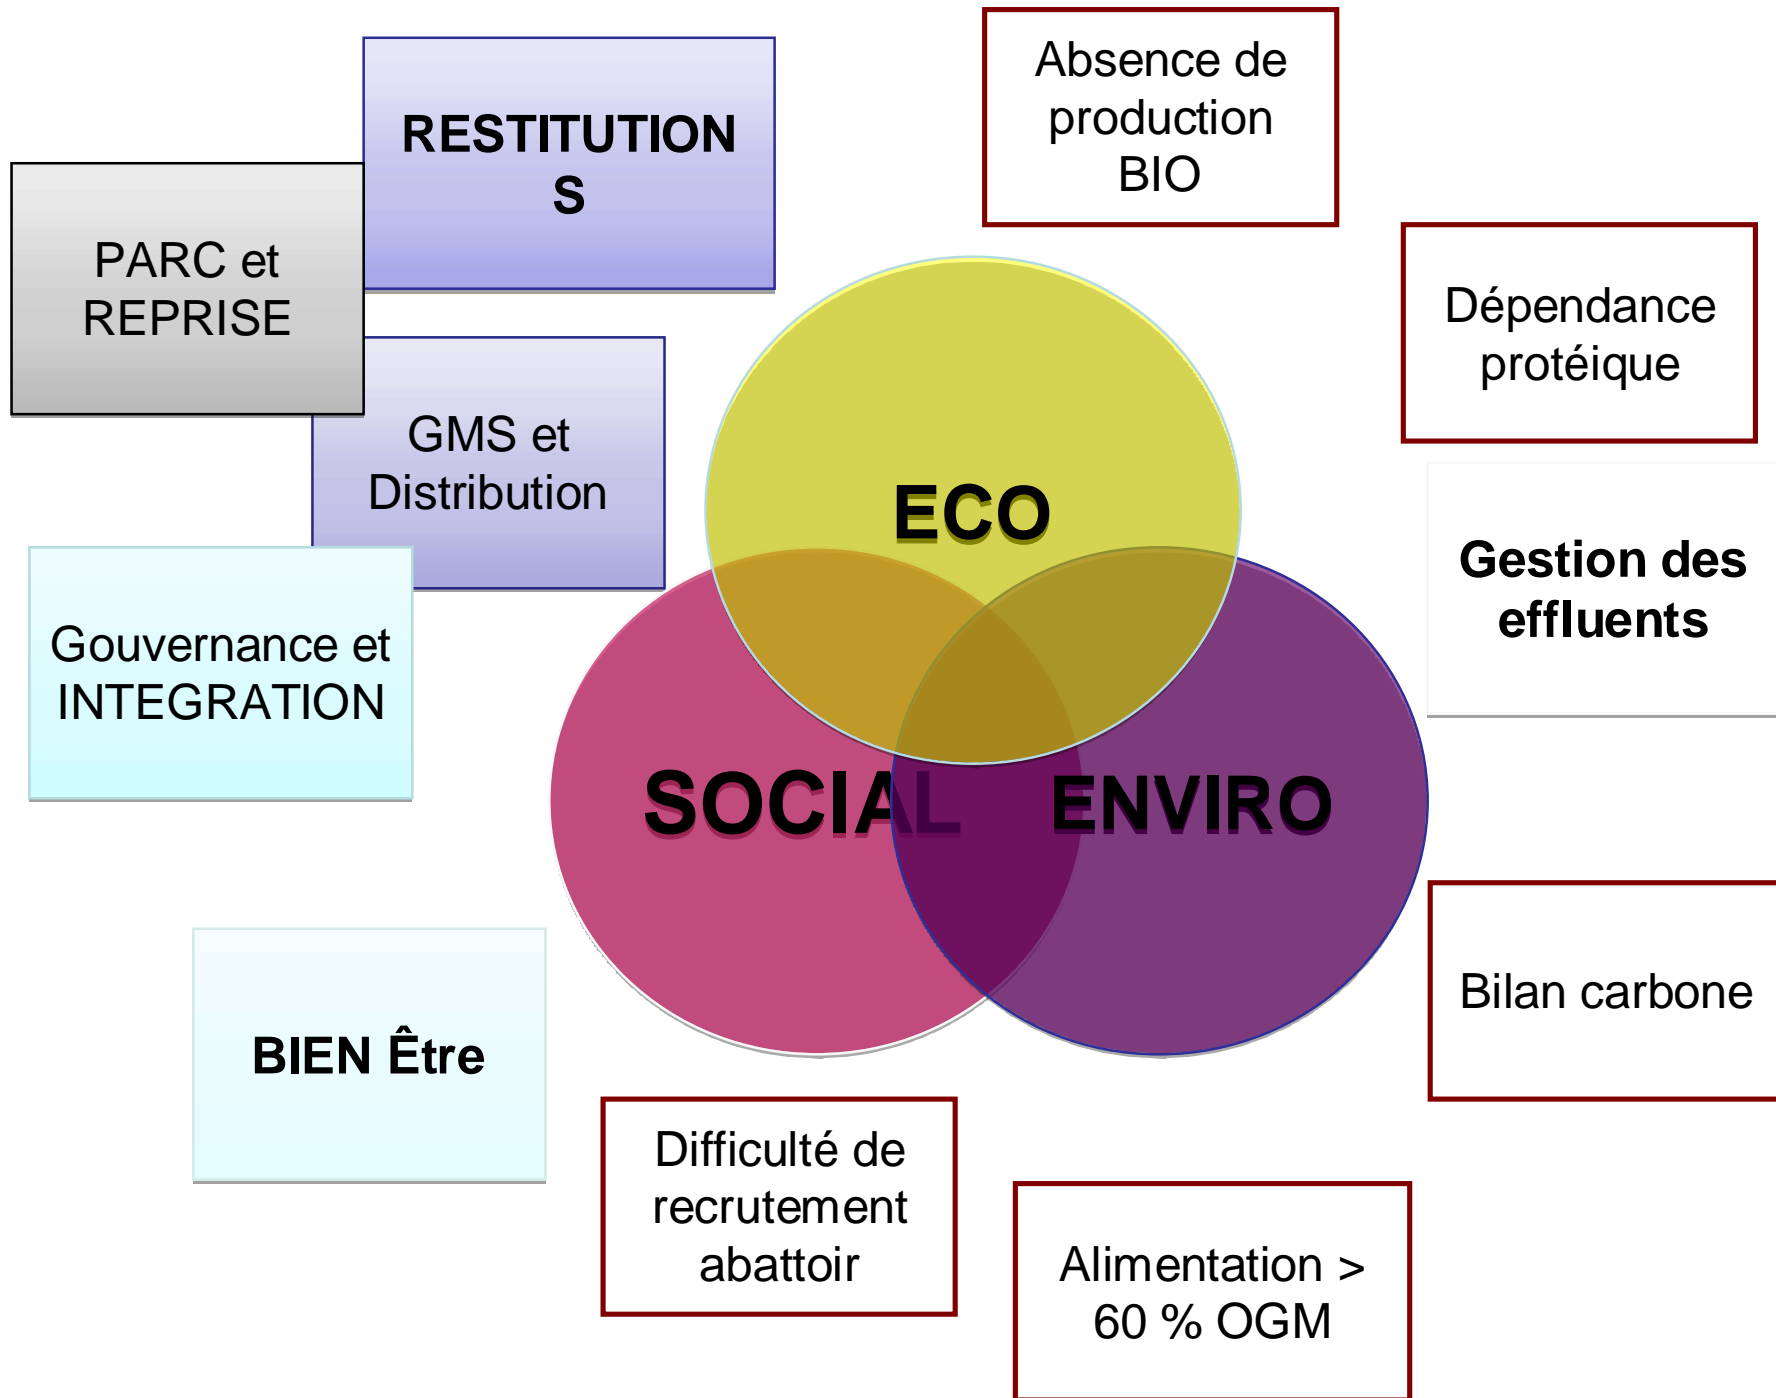 Absence de
production
BIO
RESTITUTION
S
PARC et
REPRISE
Dépendance
protéique
GMS et
Distribution
ECO
Gestion des
effluents
Gouvernance et
INTEGRATION
SOCIAL
ENVIRO
Bilan carbone
BIEN Être
Difficulté de
recrutement
abattoir
Alimentation >
60 % OGM